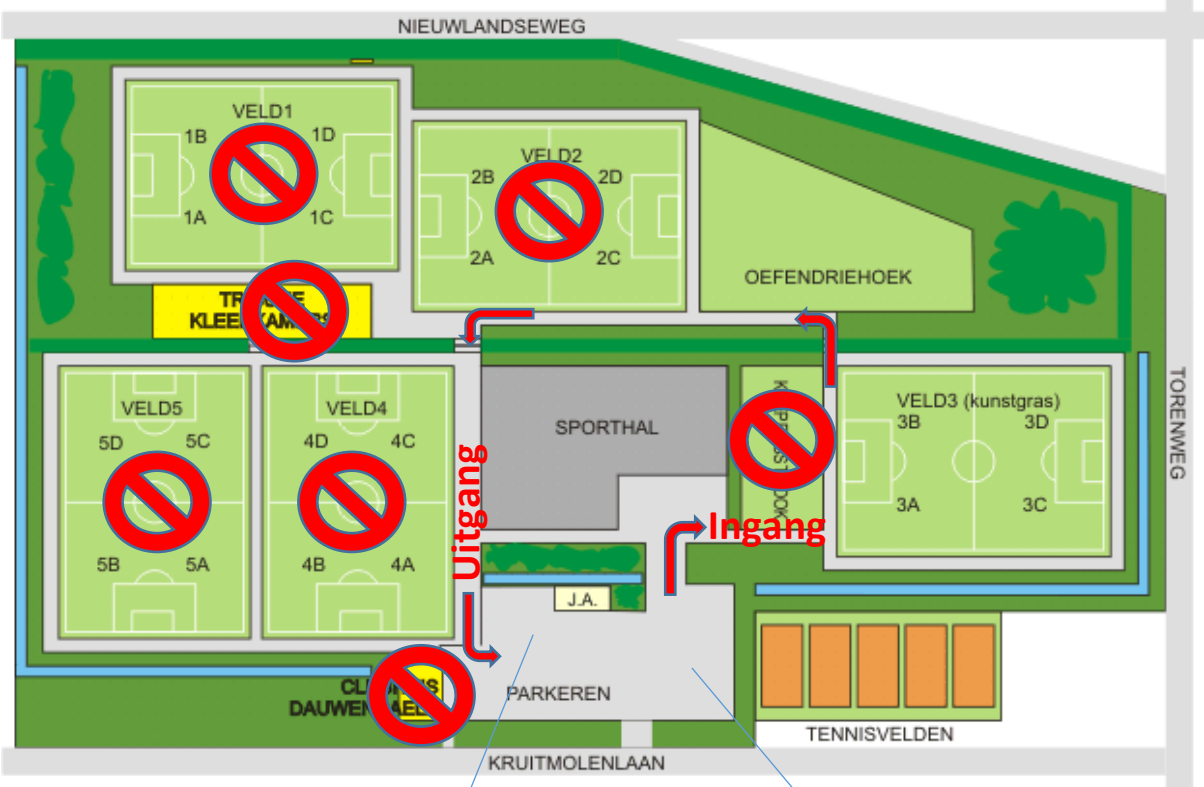 NIEUWLANDSEWEG
VELD1
1B 1D
1A 1C
VELD2
2B 2D
2A 2C
OEFENDRIEHOEK
KLEE
VELD5
5D 5C
5B 5A
VELD4
4D 4C
4B 4A
SPORTHAL
VELD3 (kunstgras)
3B 3D
3A 3C
TORENWEG
Uitgang
Ingang
J.A.
PARKEREN
TENNISVELDEN
KRUITMOLENLAAN